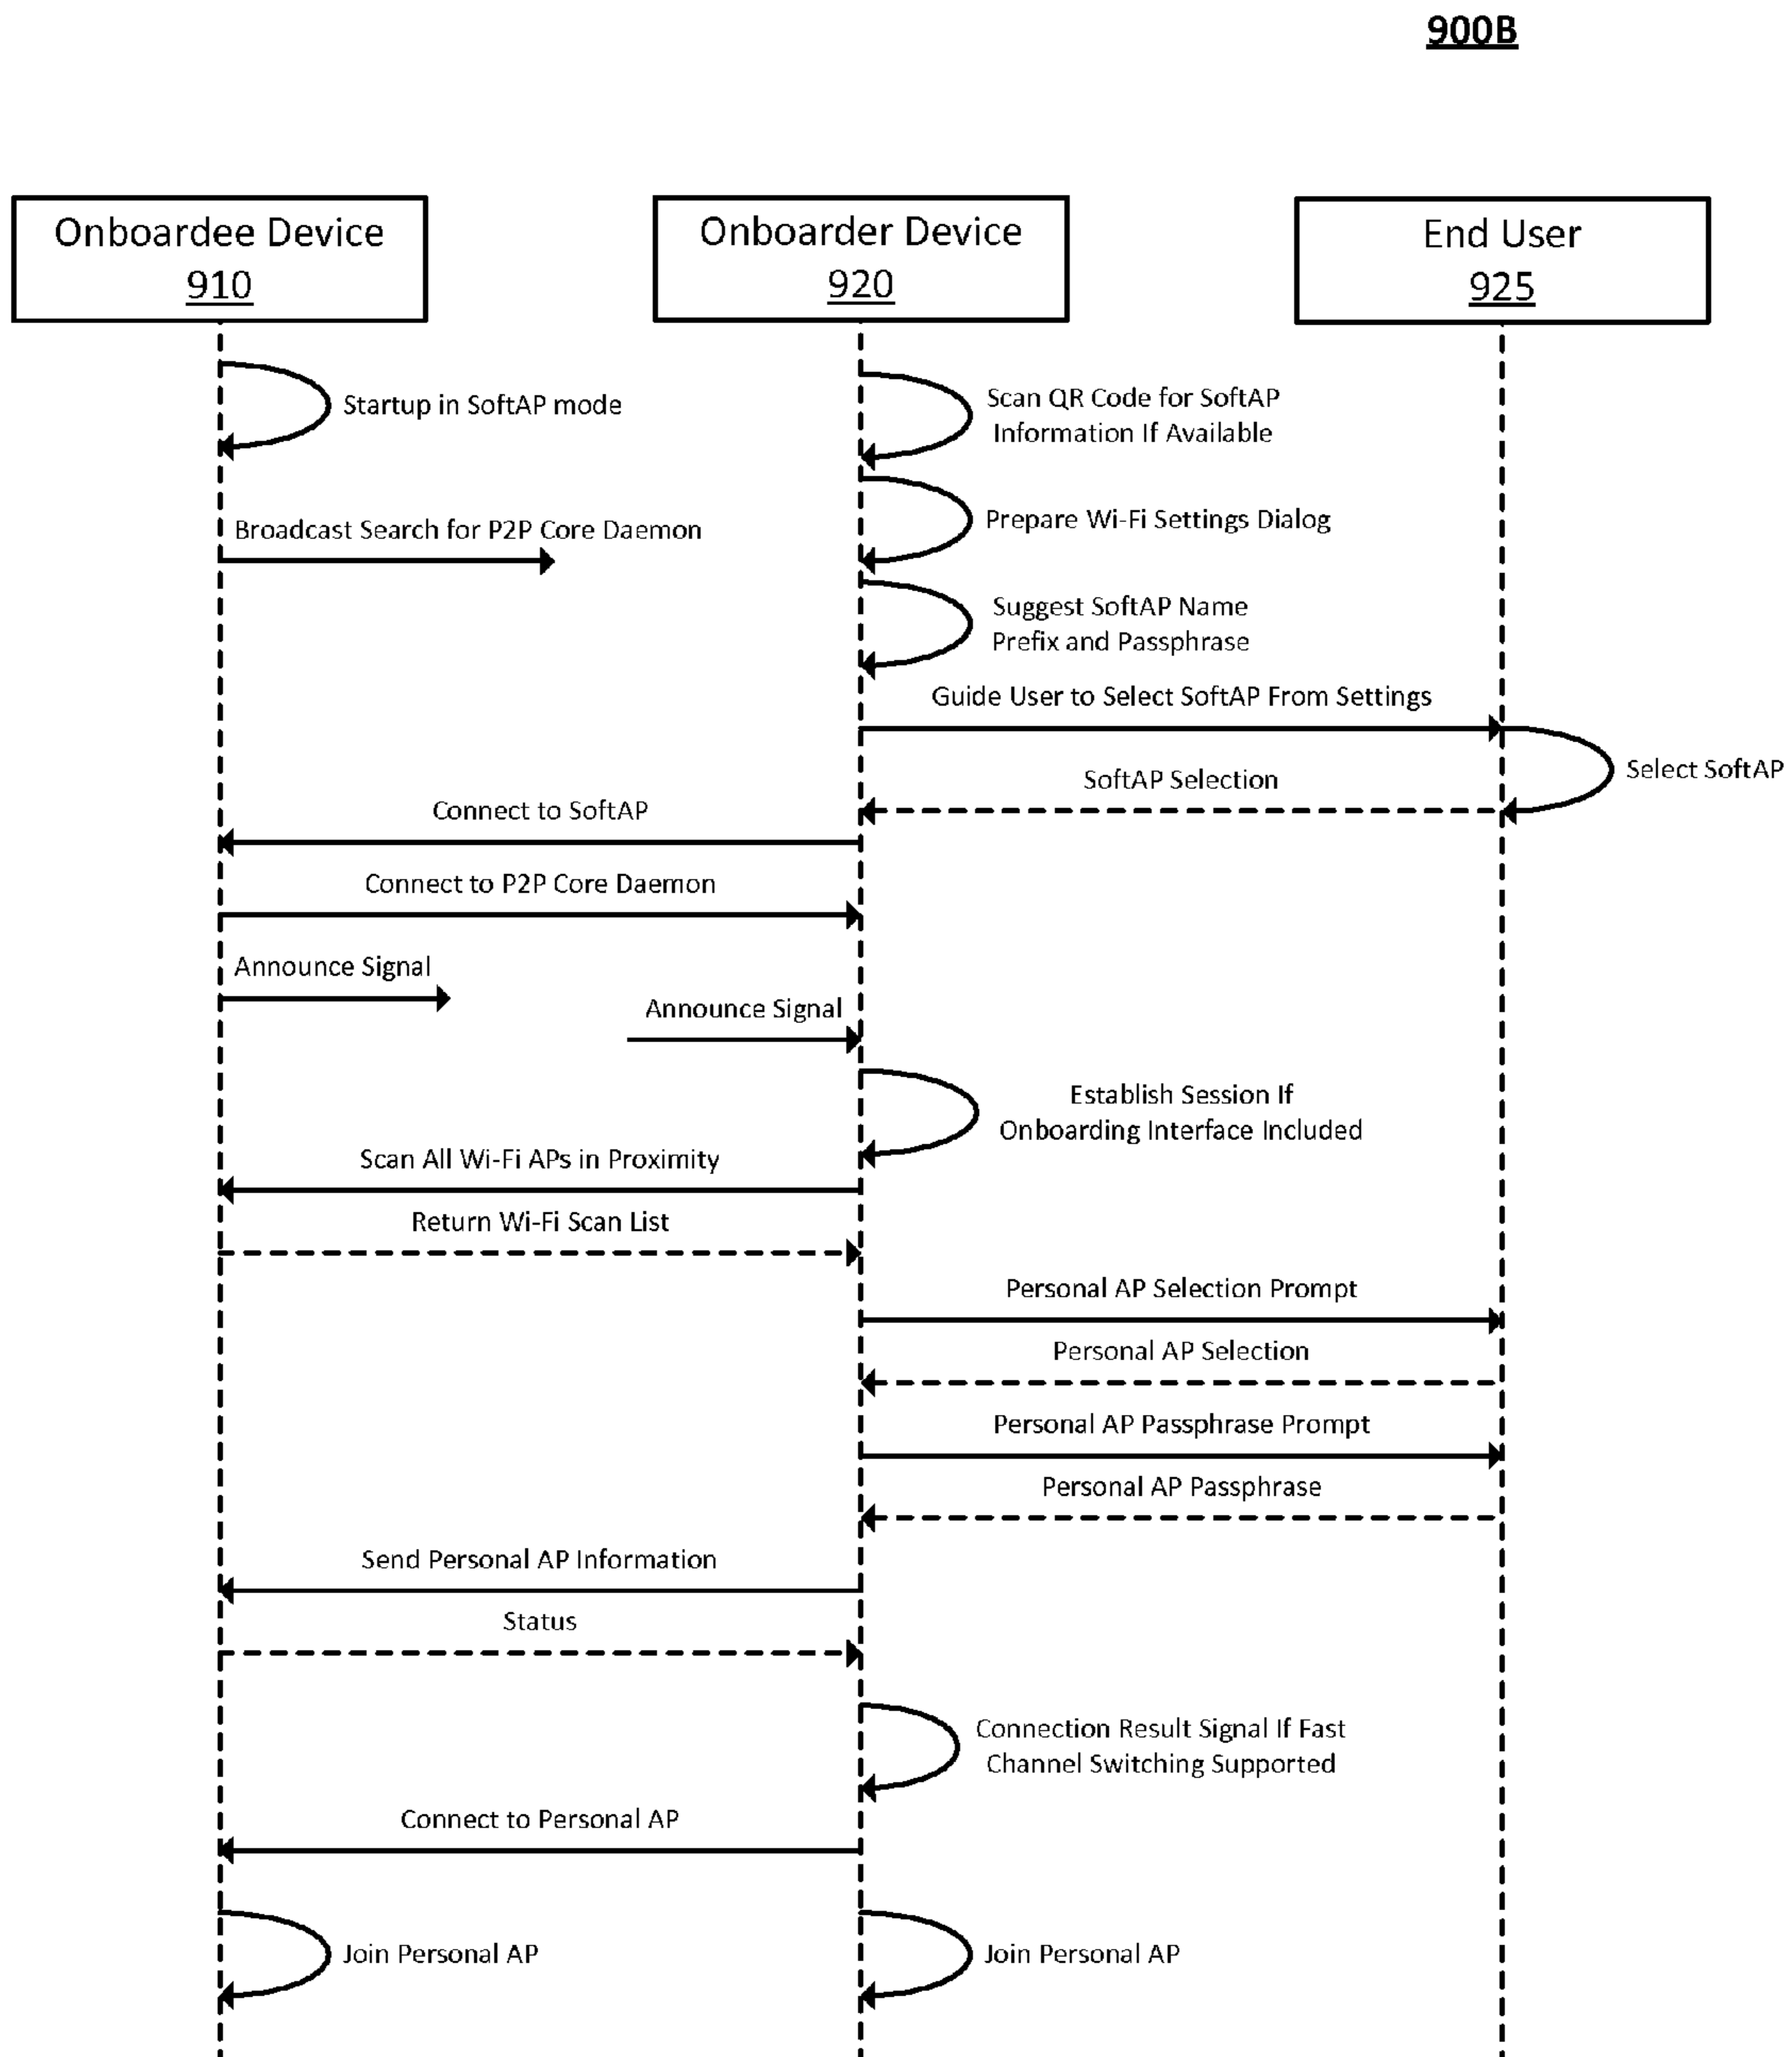 900B
Onboardee Device
910
Onboarder Device
920
End User
925
Startup in SoftAP mode
Scan QR Code for SoftAP
Information If Available
Broadcast Search for P2P Core Daemon
Prepare Wi-Fi Settings Dialog
Suggest SoftAP Name
Prefix and Passphrase
Guide User to Select SoftAP From Settings
Select SoftAP
SoftAP Selection
Connect to SoftAP
Connect to P2P Core Daemon
Announce Signal
Announce Signal
Establish Session If
Onboarding Interface Included
Scan All Wi-Fi APs in Proximity
Return Wi-Fi Scan List
Personal AP Selection Prompt
Personal AP Selection
Personal AP Passphrase Prompt
Personal AP Passphrase
Send Personal AP Information
Status
Connection Result Signal If Fast
Channel Switching Supported
Connect to Personal AP
Join Personal AP
Join Personal AP